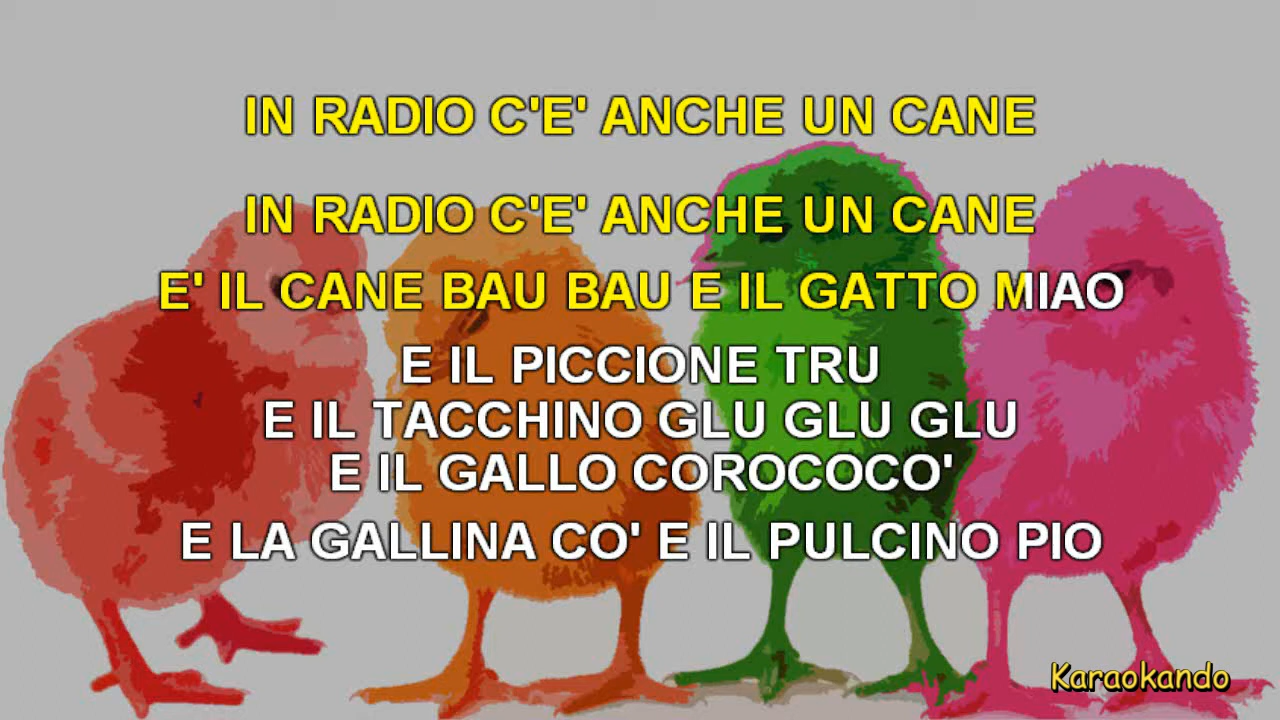 IN RADIO C'E' ANCHE UN CANE
IN RADIO C'E' ANCHE UN CANE
E' IL CANE BAU BAU E IL GATTO MIAO
E IL PICCIONE TRU
E IL TACCHINO GLU GLU GLU
E IL GALLO COROCOCO'
E LA GALLINA CO' E IL PULCINO PIO
Karaokando